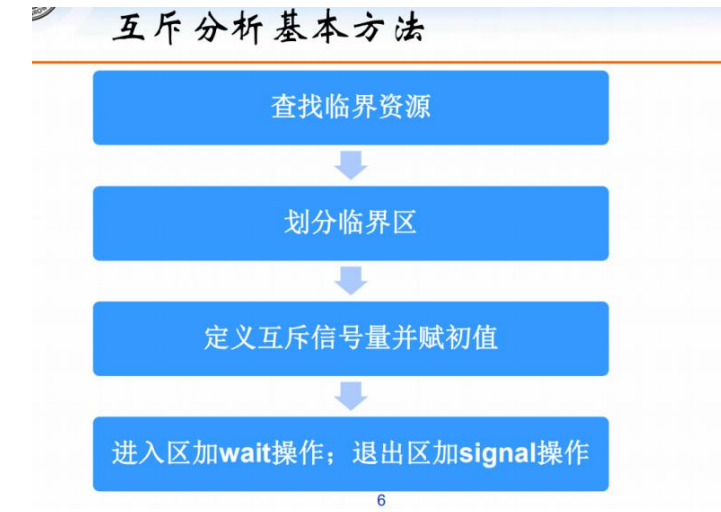 互斥分析基本方法
查找临界资源
划分临界区
定义互斥信号量并赋初值
进入区加wait操作；退出区加signal操作
6